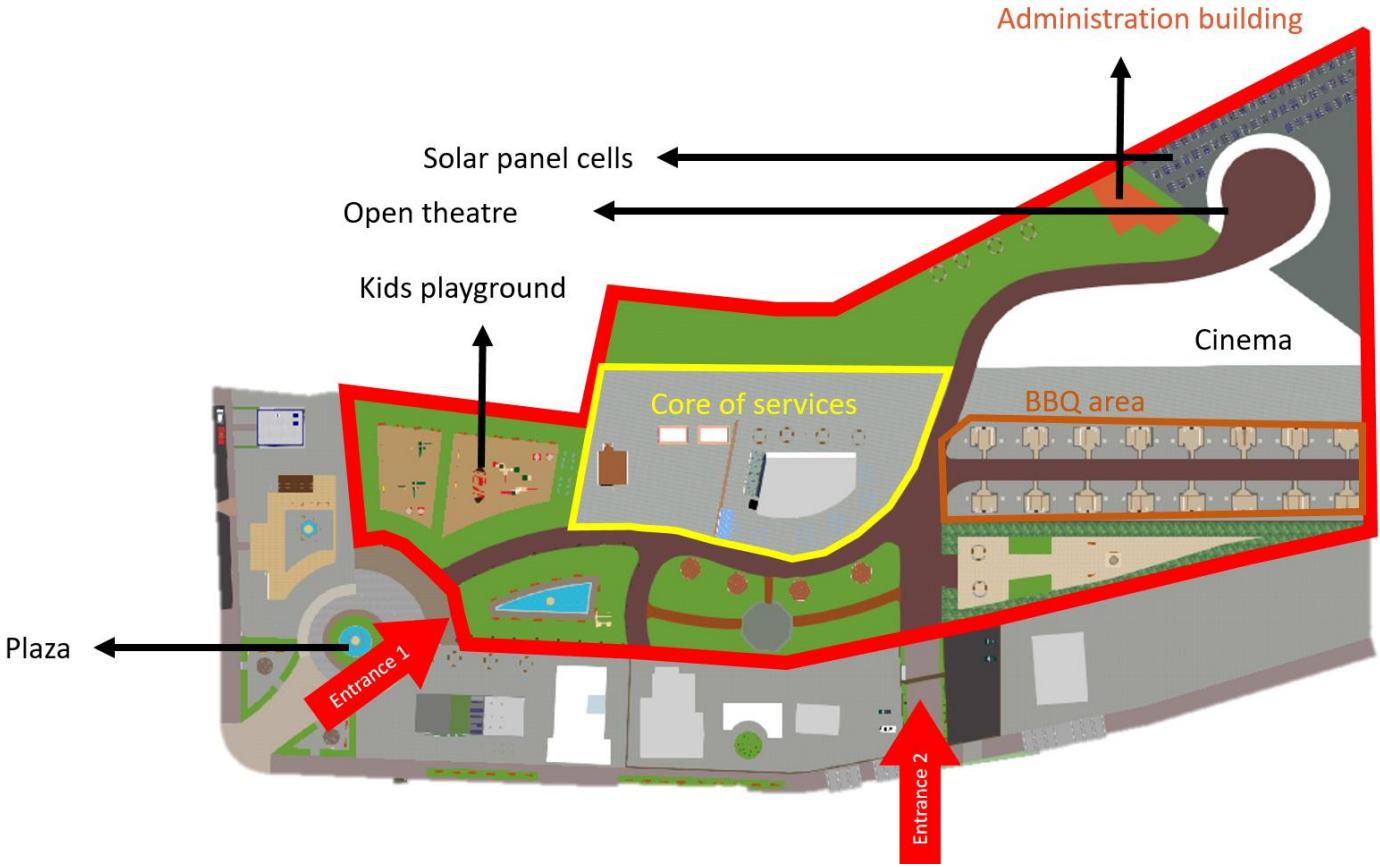 Administration building
Solar panel cells
Open theatre
Kids playground
Cinema
Core of services
BBQ area
Plaza
Entrance 1
Entrance 2